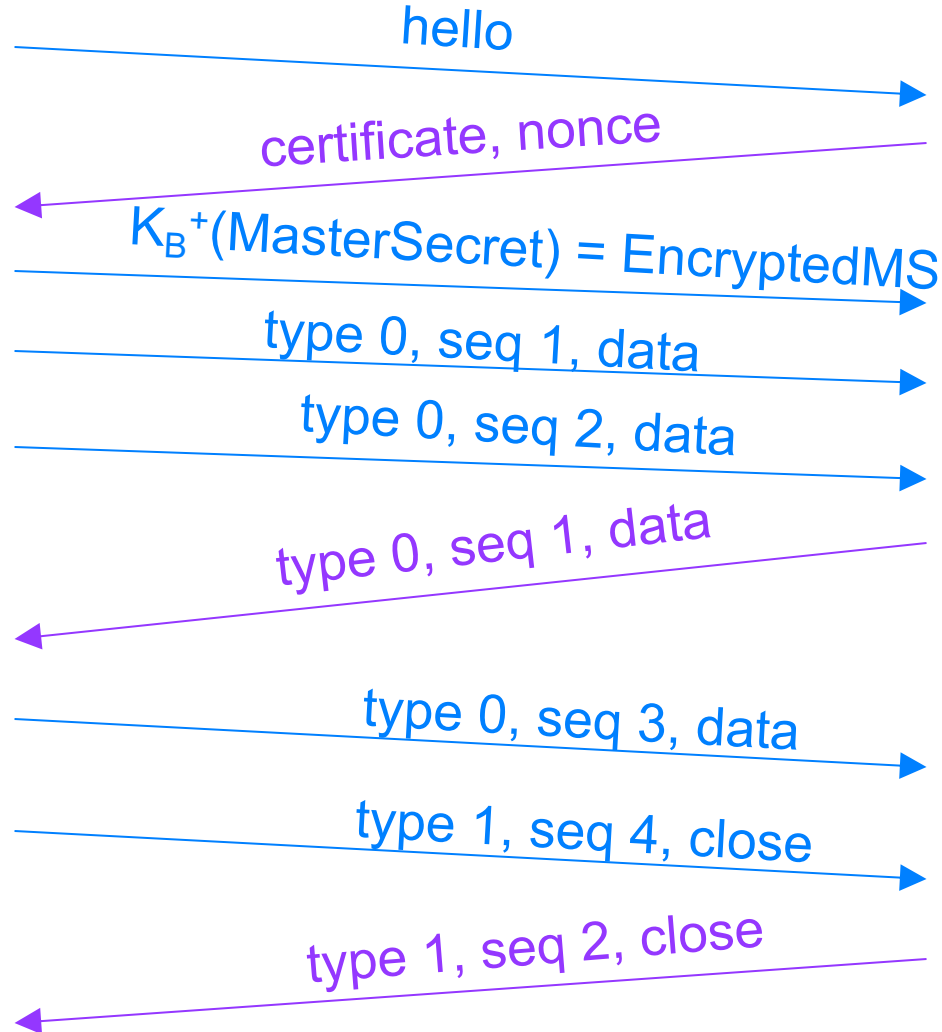 hello
certificate, nonce
K_B^+(MasterSecret) = EncryptedMS
type 0, seq 1, data
type 0, seq 2, data
type 0, seq 1, data
type 0, seq 3, data
type 1, seq 4, close
type 1, seq 2, close